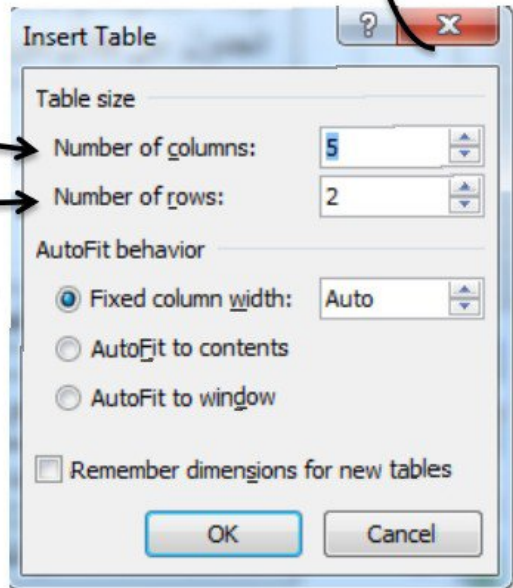 Insert Table
Table size
Number of columns: 5
Number of rows: 2
AutoFit behavior
Fixed column width: Auto
AutoFit to contents
AutoFit to window
Remember dimensions for new tables
OK Cancel